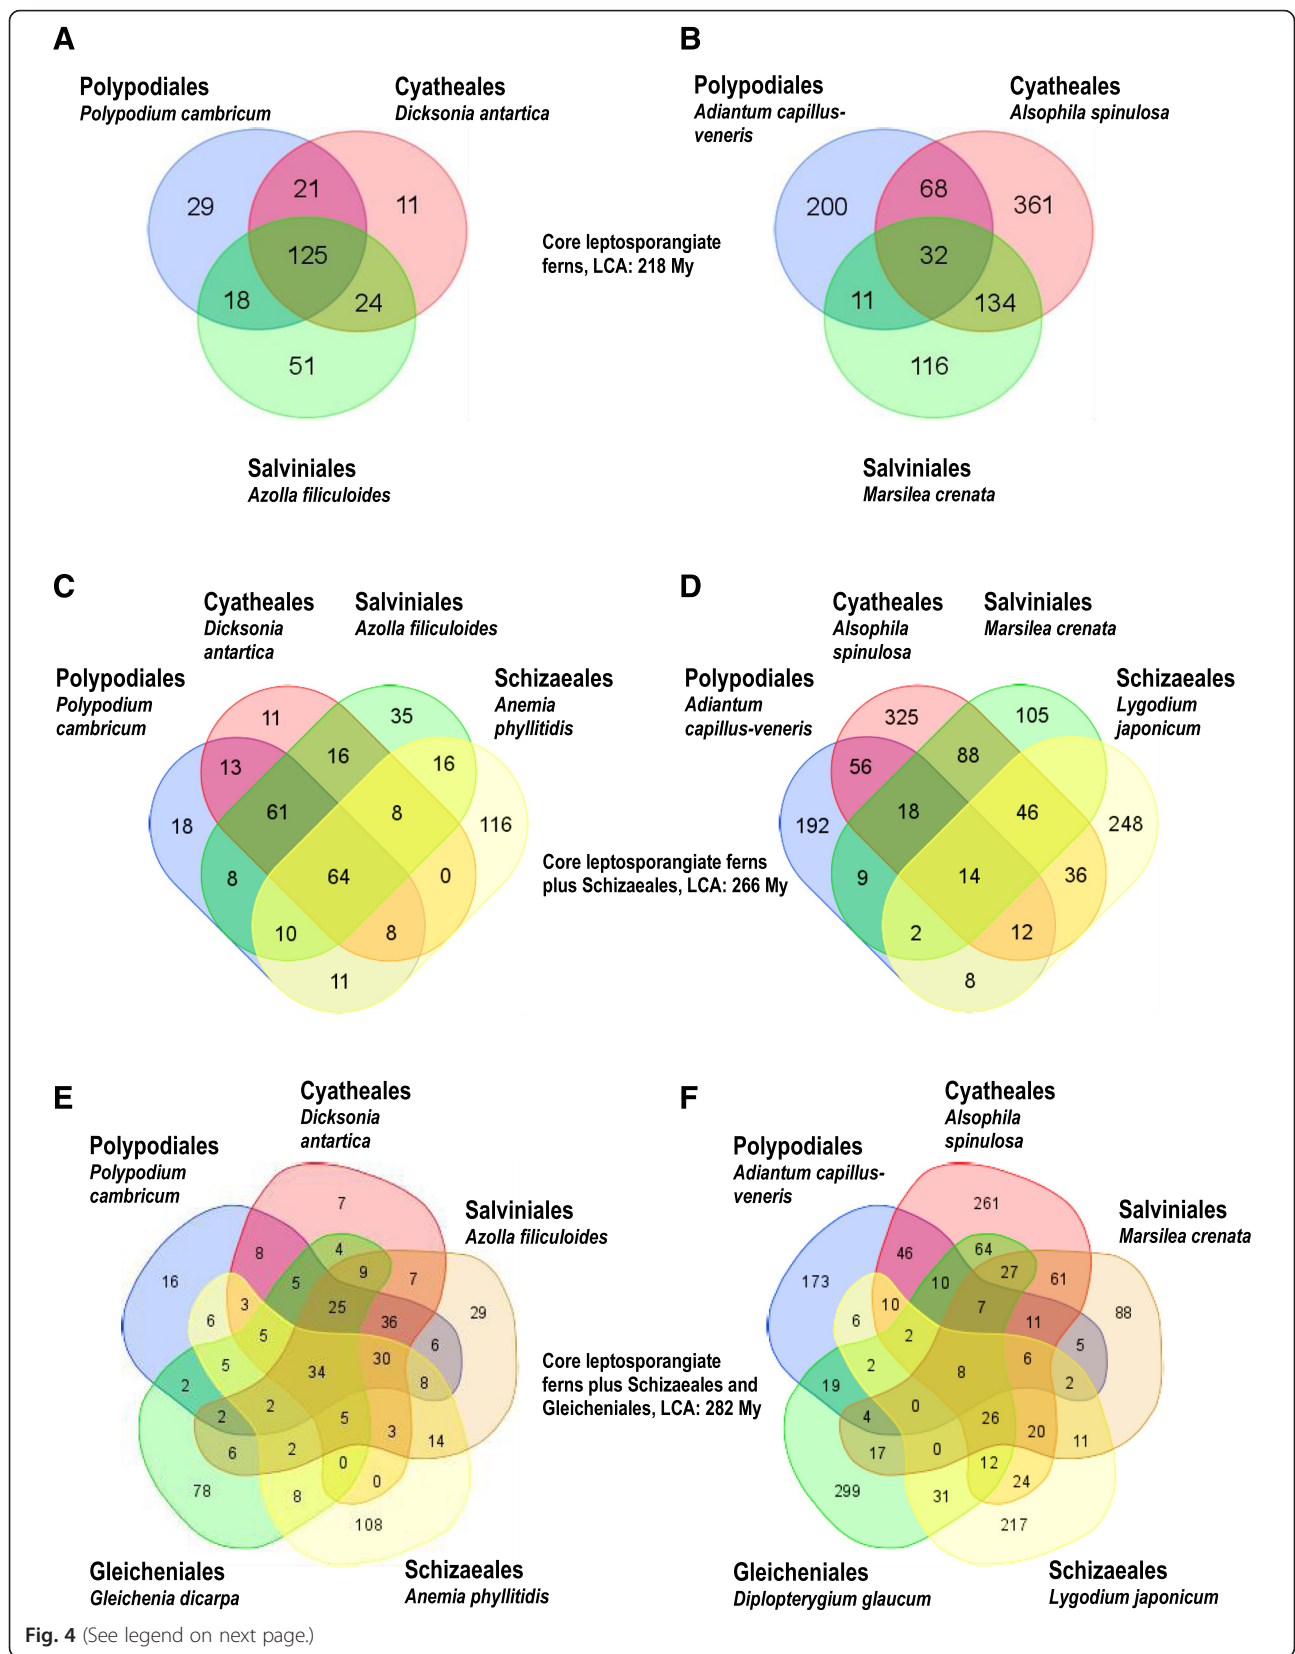 A
Polypodiales
Polypodium cambricum
Cyatheales
Dicksonia antartica
29
21
11
125
18
24
51
Salviniales
Azolla filiculoides
Core leptosporangiate
ferns, LCA: 218 My
B
Polypodiales
Adiantum capillus-
veneris
Cyatheales
Alsophila spinulosa
200
68
361
32
11
134
116
Salviniales
Marsilea crenata
C
Cyatheales
Dicksonia
antartica
Salviniales
Azolla filiculoides
Polypodiales
Polypodium
cambricum
Schizaeales
Anemia
phyllitidis
11
35
13
16
16
18
61
8
116
8
64
0
10
8
11
Core leptosporangiate ferns
plus Schizaeales, LCA: 266 My
D
Cyatheales
Alsophila
spinulosa
Salviniales
Marsilea crenata
Polypodiales
Adiantum
capillus-veneris
Schizaeales
Lygodium
japonicum
325
105
56
88
192
18
46
248
9
14
36
2
12
8
E
Cyatheales
Dicksonia
antartica
Polypodiales
Polypodium
cambricum
Salviniales
Azolla filiculoides
7
8
4
16
5
9
7
3
25
29
6
5
36
6
5
34
30
8
2
2
2
5
3
14
6
2
0
0
78
8
108
Gleicheniales
Gleichenia dicarpa
Schizaeales
Anemia phyllitidis
Core leptosporangiate
ferns plus Schizaeales and
Gleicheniales, LCA: 282 My
F
Cyatheales
Alsophila
spinulosa
Polypodiales
Adiantum capillus-
veneris
Salviniales
Marsilea crenata
261
46
64
173
10
27
61
10
7
88
6
2
11
5
2
8
6
2
19
0
4
26
20
11
17
0
12
24
299
31
217
Gleicheniales
Diplopterygium glaucum
Schizaeales
Lygodium japonicum
Fig. 4 (See legend on next page.)